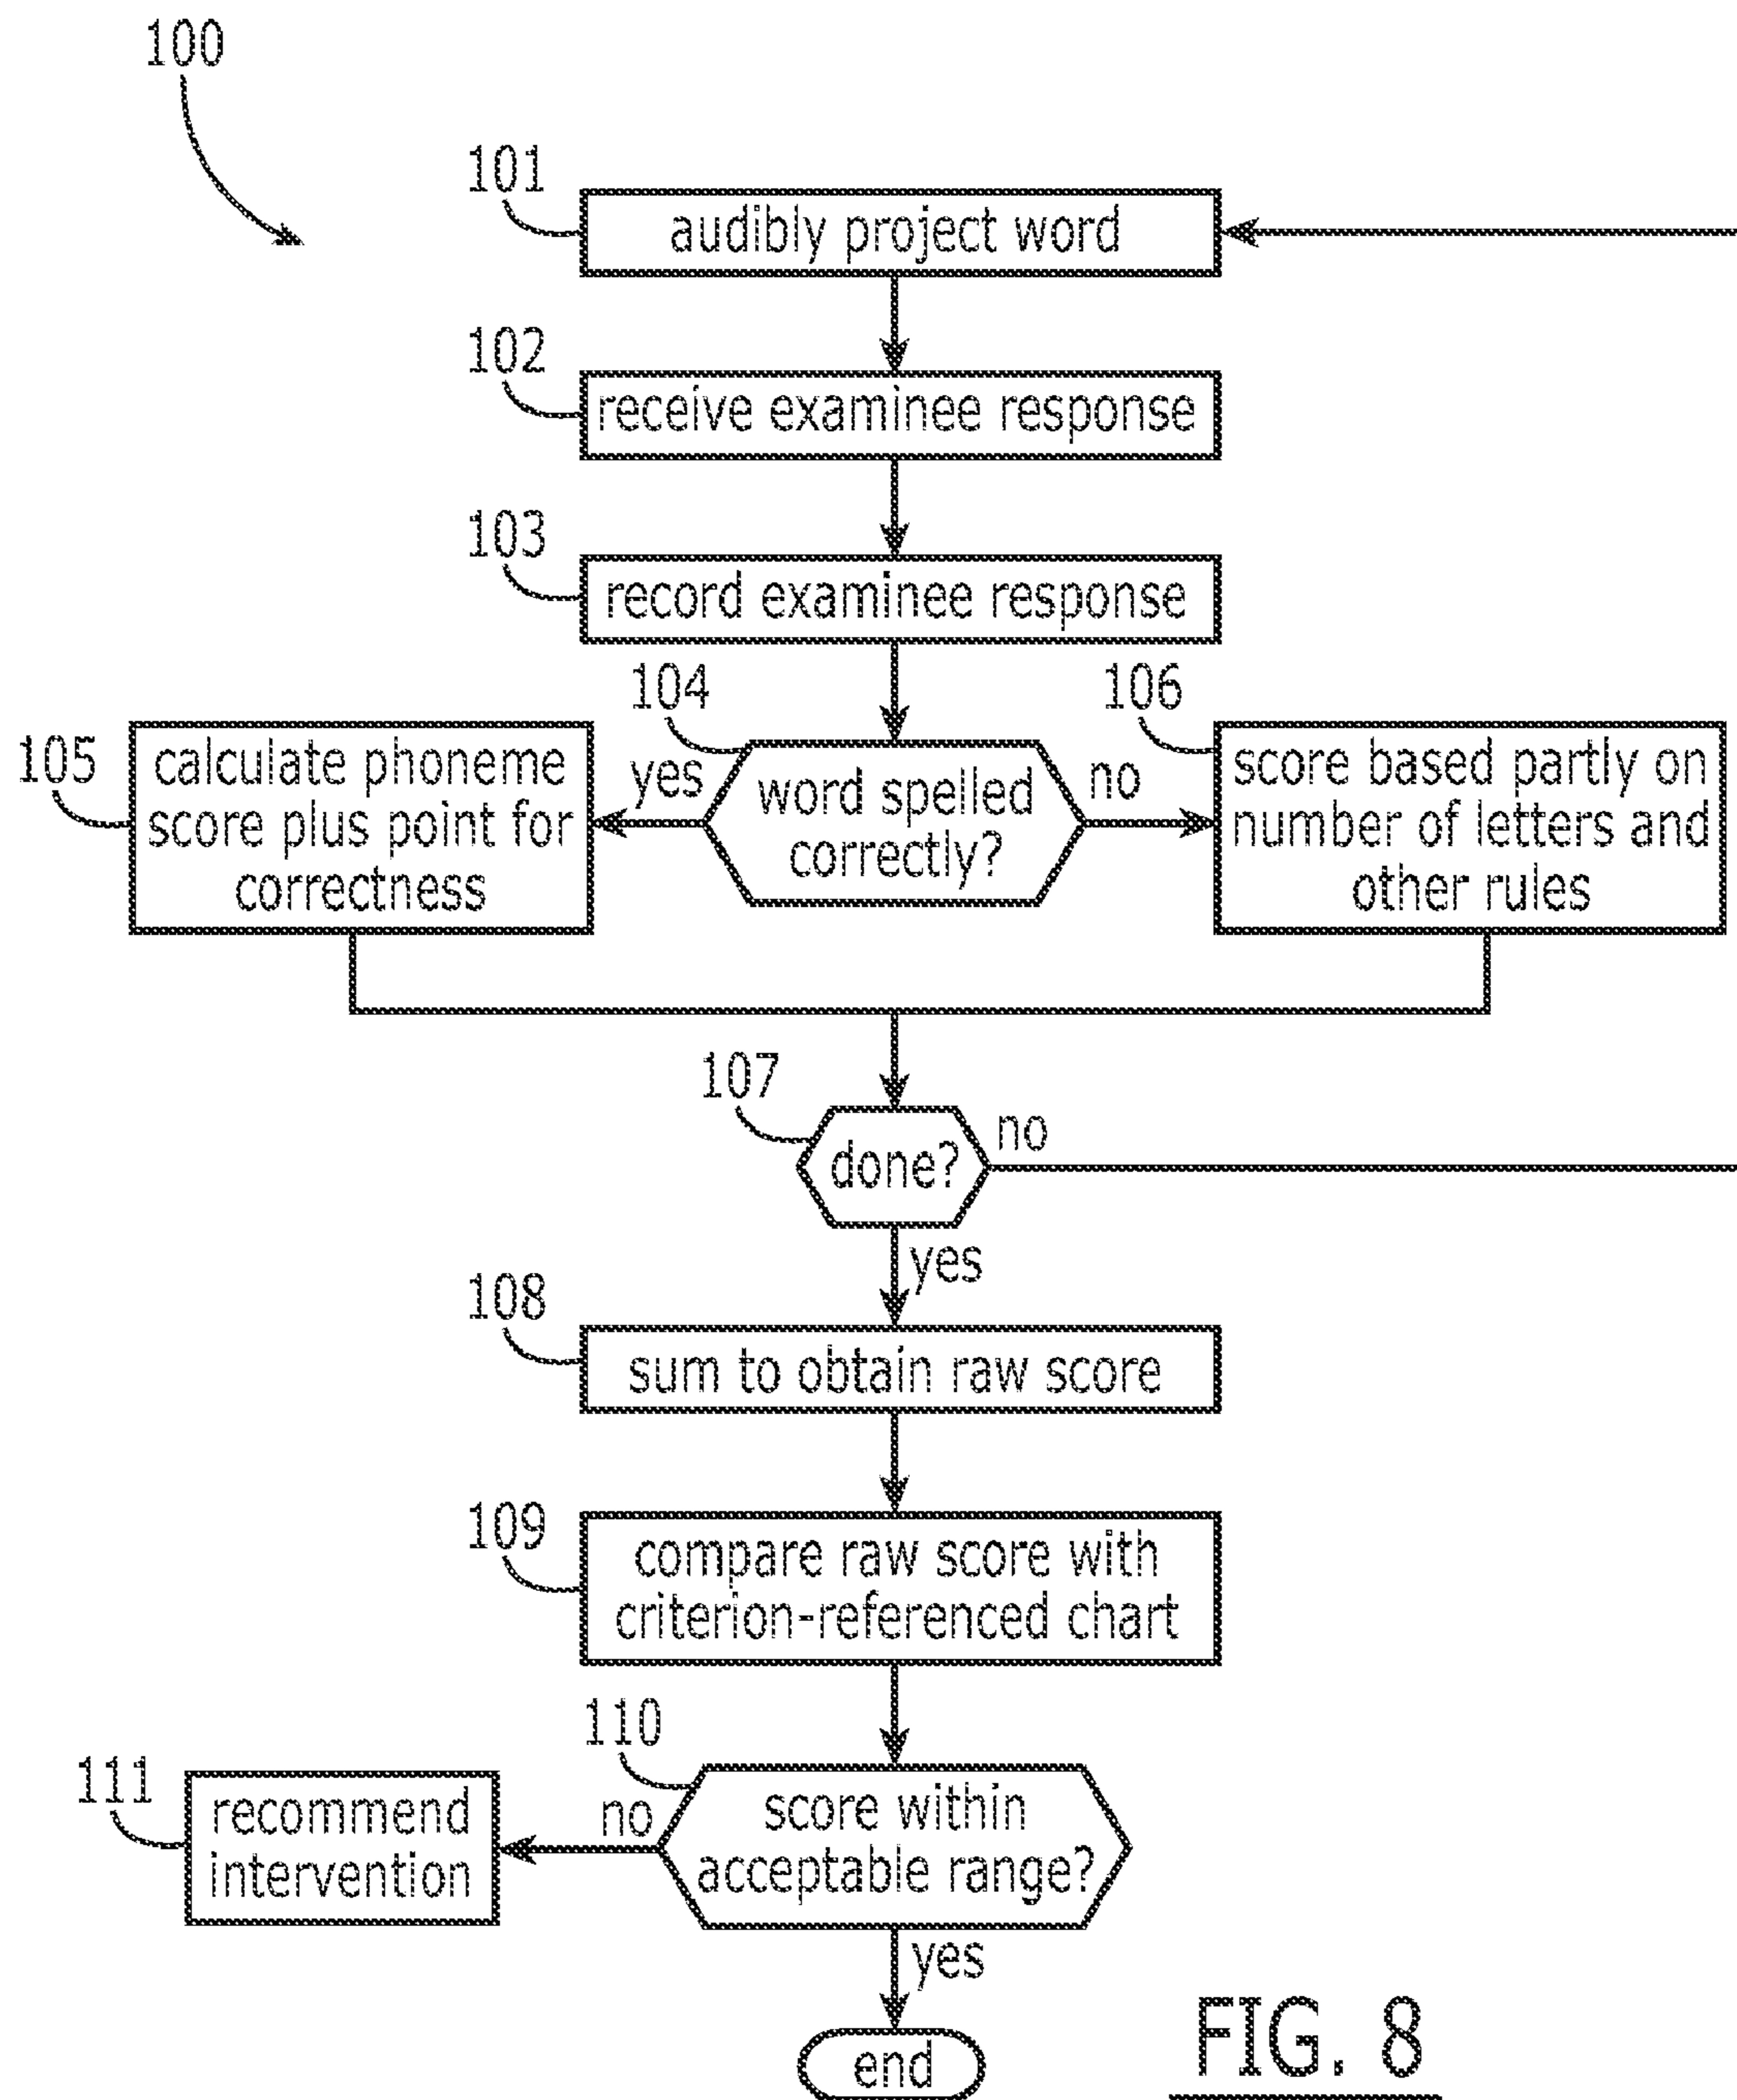 100
101
audibly project word
102
receive examinee response
103
record examinee response
104
106
105
calculate phoneme
score plus point for
correctness
yes
word spelled
correctly?
no
score based partly on
number of letters and
other rules
107
done?
no
yes
108
sum to obtain raw score
109
compare raw score with
criterion-referenced chart
110
111
recommend
intervention
no
score within
acceptable range?
yes
end
FIG. 8